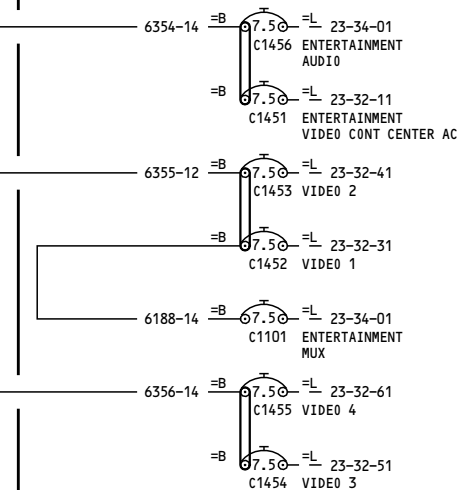 6354-14 =B 7.5 =L 23-34-01
C1456 ENTERTAINMENT
AUDIO
=B 7.5 =L 23-32-11
C1451 ENTERTAINMENT
VIDEO CONT CENTER AC
6355-12 =B 7.5 =L 23-32-41
C1453 VIDEO 2
=B 7.5 =L 23-32-31
C1452 VIDEO 1
6188-14 =B 7.5 =L 23-34-01
C1101 ENTERTAINMENT
MUX
6356-14 =B 7.5 =L 23-32-61
C1455 VIDEO 4
=B 7.5 =L 23-32-51
C1454 VIDEO 3